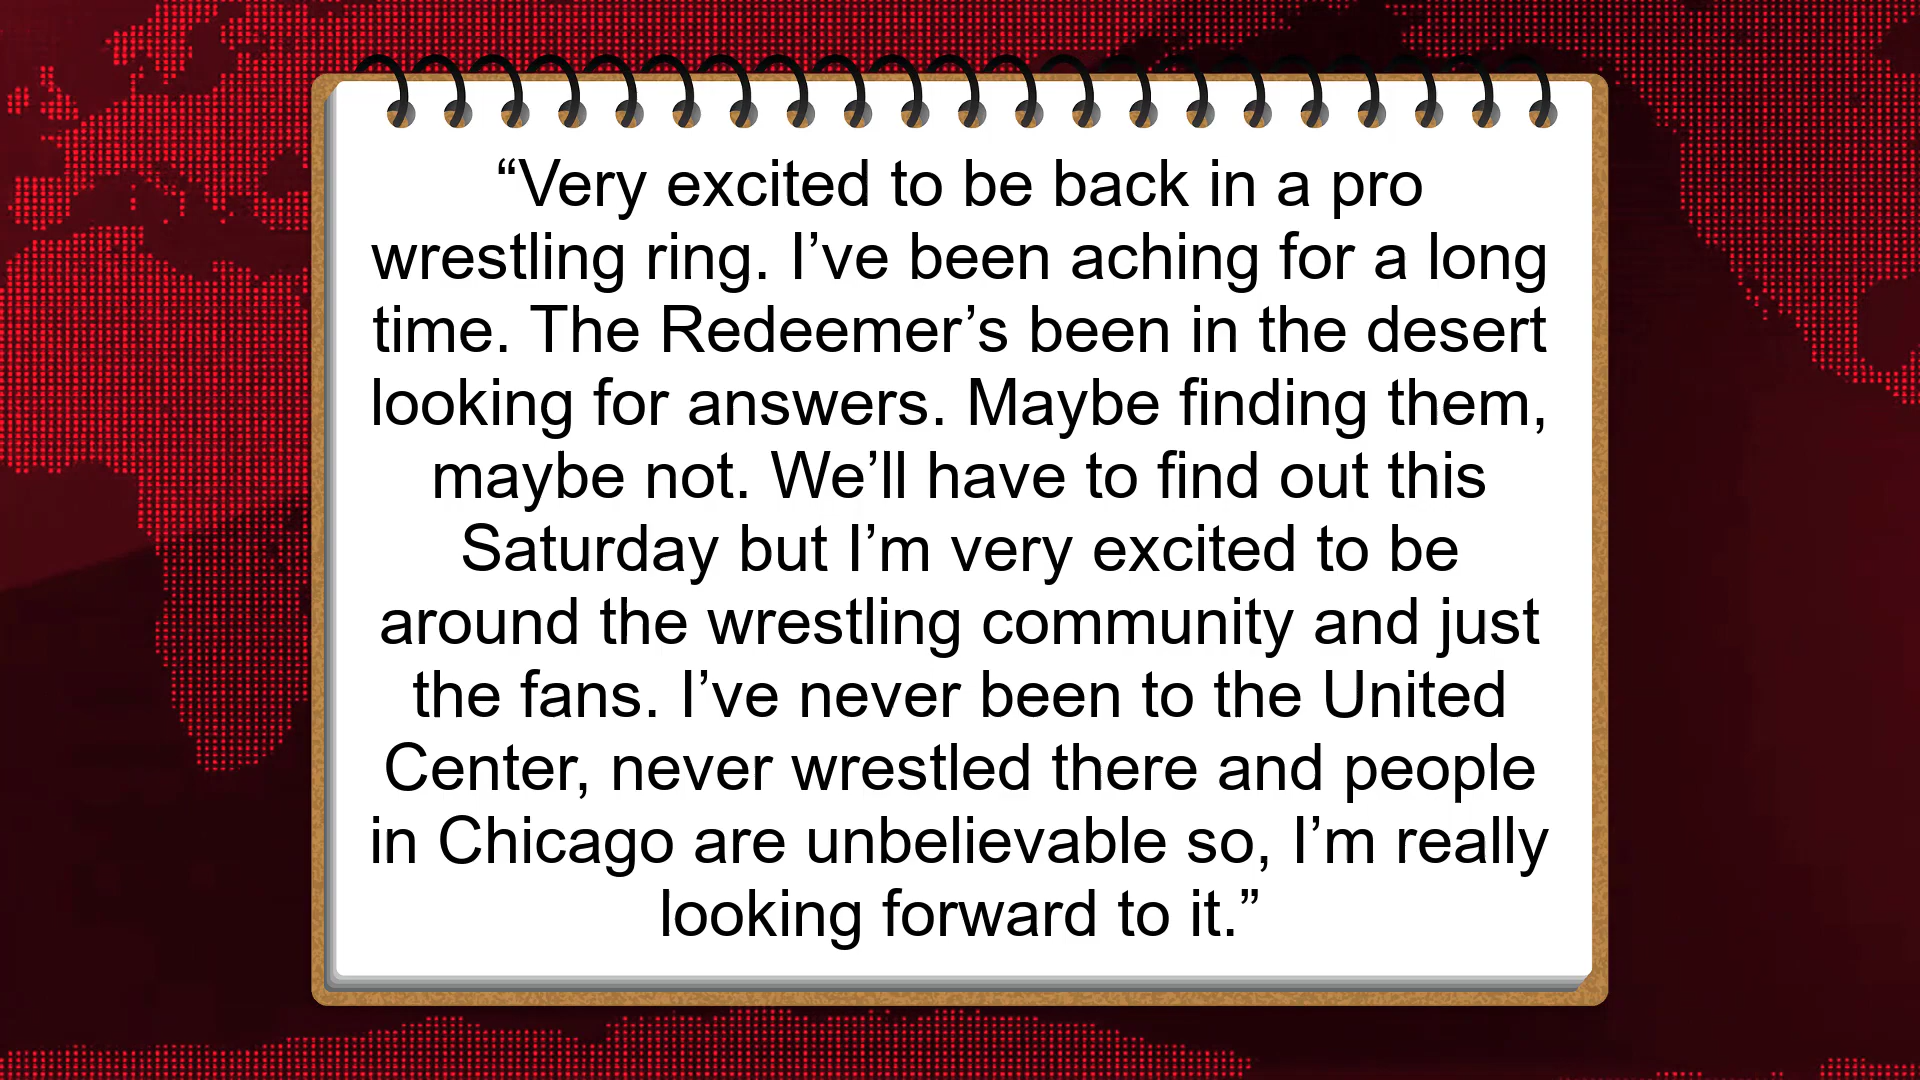 “Very excited to be back in a pro
wrestling ring. I’ve been aching for a long
time. The Redeemer’s been in the desert
looking for answers. Maybe finding them,
maybe not. We’ll have to find out this
Saturday but I’m very excited to be
around the wrestling community and just
the fans. I’ve never been to the United
Center, never wrestled there and people
in Chicago are unbelievable so, I’m really
looking forward to it.”